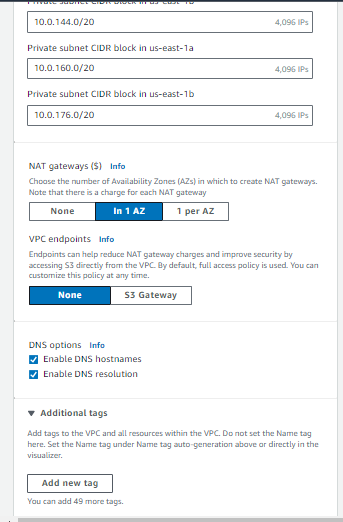 Private subnet CIDR block in us-east-1b
10.0.144.0/20 4,096 IPs
Private subnet CIDR block in us-east-1a
10.0.160.0/20 4,096 IPs
Private subnet CIDR block in us-east-1b
10.0.176.0/20 4,096 IPs
NAT gateways ($) Info
Choose the number of Availability Zones (AZs) in which to create NAT gateways.
Note that there is a charge for each NAT gateway
None In 1 AZ 1 per AZ
VPC endpoints Info
Endpoints can help reduce NAT gateway charges and improve security by
accessing S3 directly from the VPC. By default, full access policy is used. You can
customize this policy at any time.
None S3 Gateway
DNS options Info
Enable DNS hostnames
Enable DNS resolution
Additional tags
Add tags to the VPC and all resources within the VPC. Do not set the Name tag
here. Set the Name tag under Name tag auto-generation above or directly in the
visualizer.
Add new tag
You can add 49 more tags.